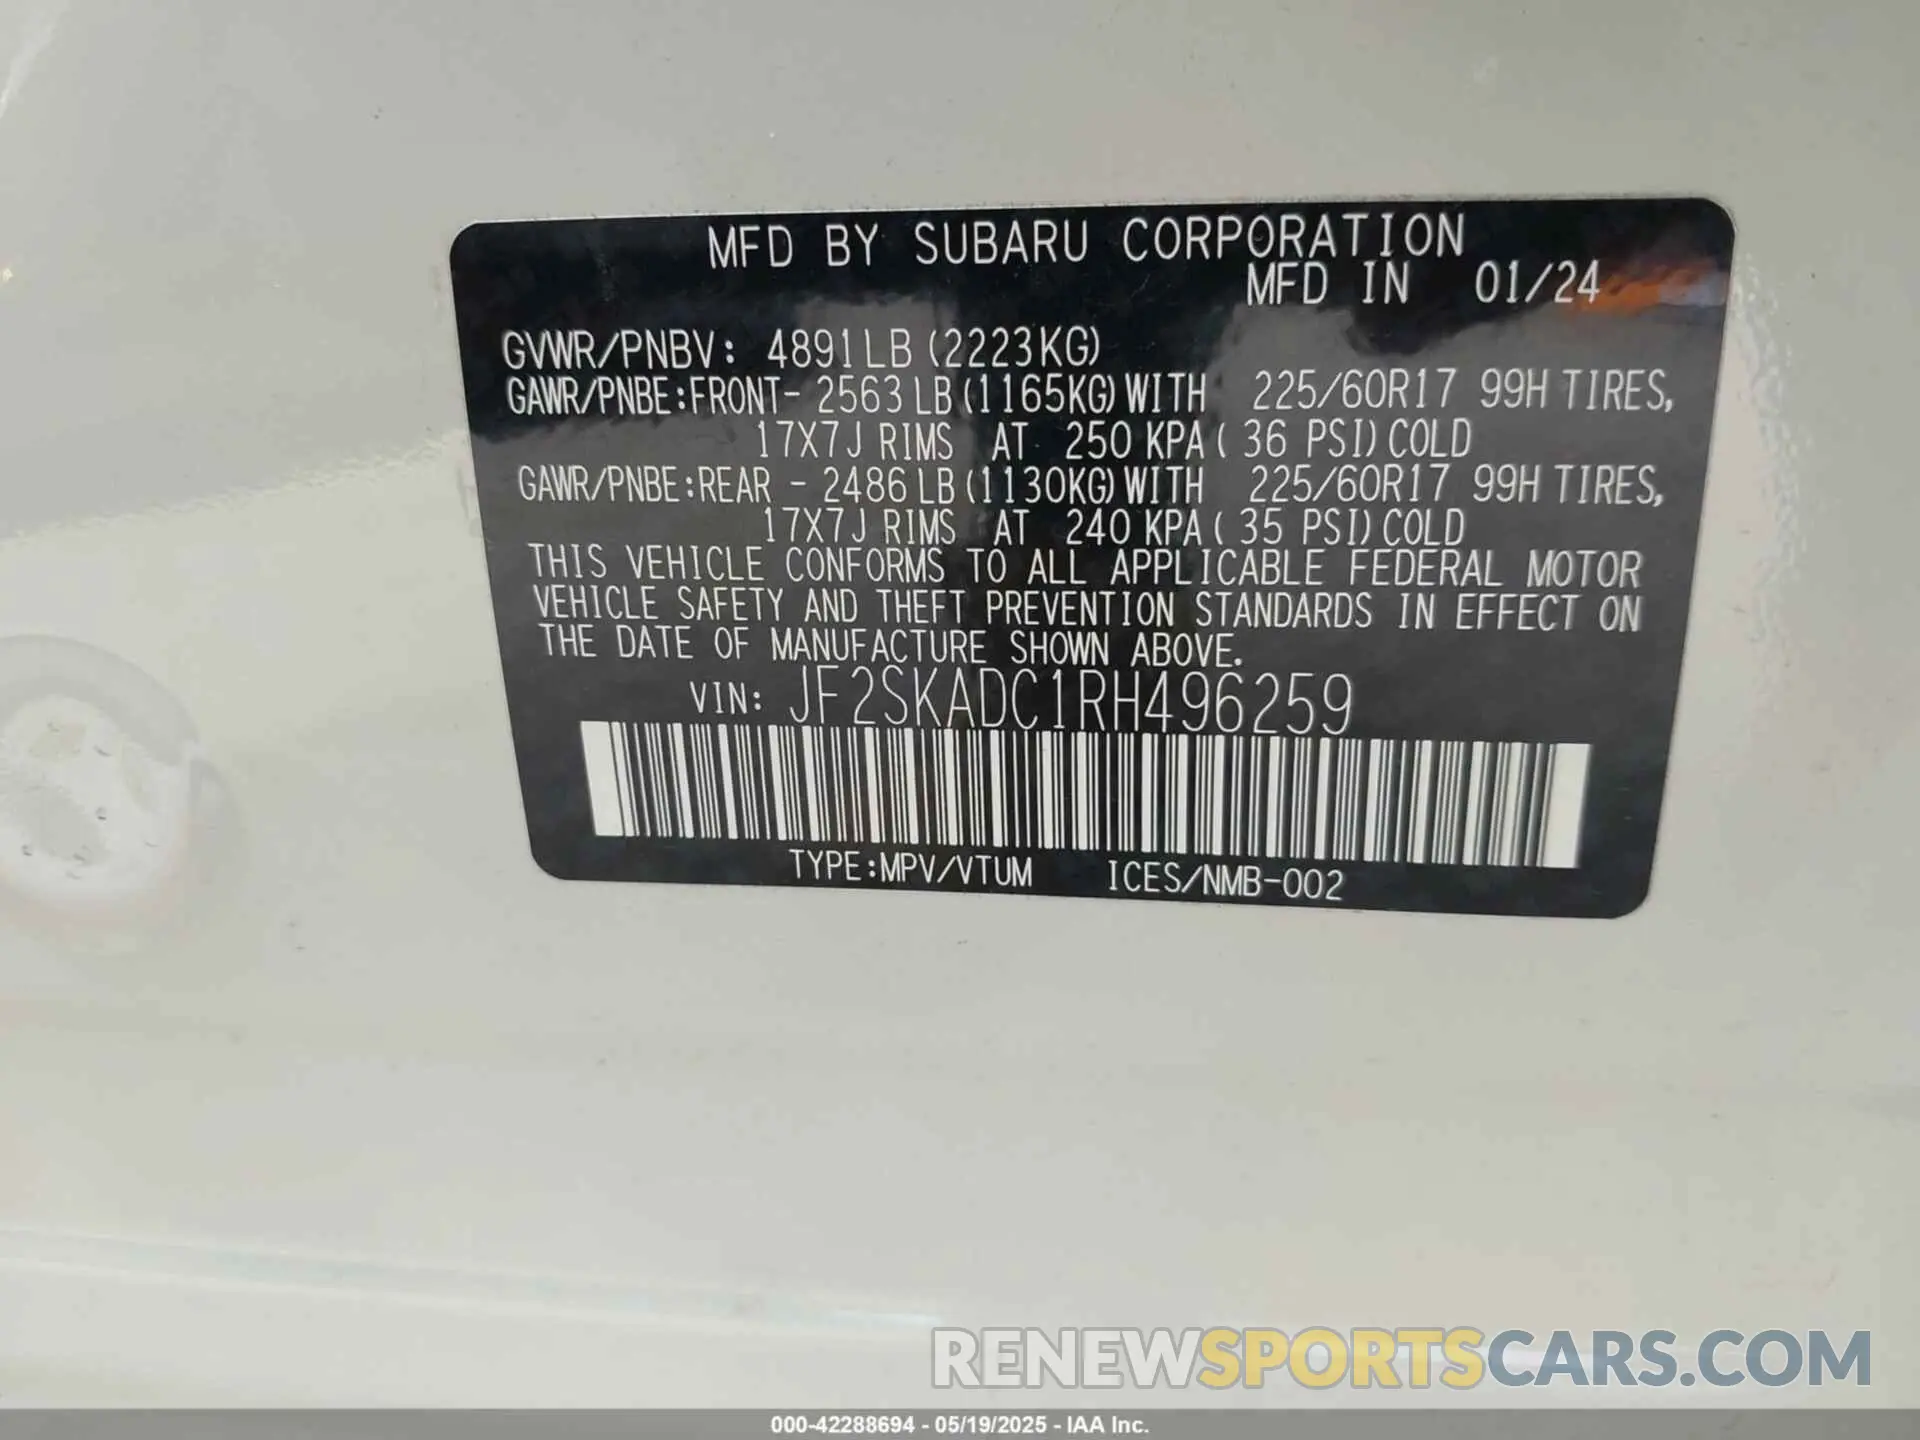 MFD BY SUBARU CORPORATION
MFD IN 01/24
GVWR/PNBV: 4891LB (2223KG)
GAWR/PNBE:FRONT- 2563 LB (1165KG) WITH 225/60R17 99H TIRES,
17X7J RIMS AT 250 KPA ( 36 PSI) COLD
GAWR/PNBE:REAR - 2486 LB (1130KG) WITH 225/60R17 99H TIRES,
17X7J RIMS AT 240 KPA ( 35 PSI) COLD
THIS VEHICLE CONFORMS TO ALL APPLICABLE FEDERAL MOTOR
VEHICLE SAFETY AND THEFT PREVENTION STANDARDS IN EFFECT ON
THE DATE OF MANUFACTURE SHOWN ABOVE.
VIN: JF2SKADC1RH496259
TYPE:MPV/VTUM ICES/NMB-002
RENEWSPORTSCARS.COM
000-42288694 - 05/19/2025 - IAA Inc.